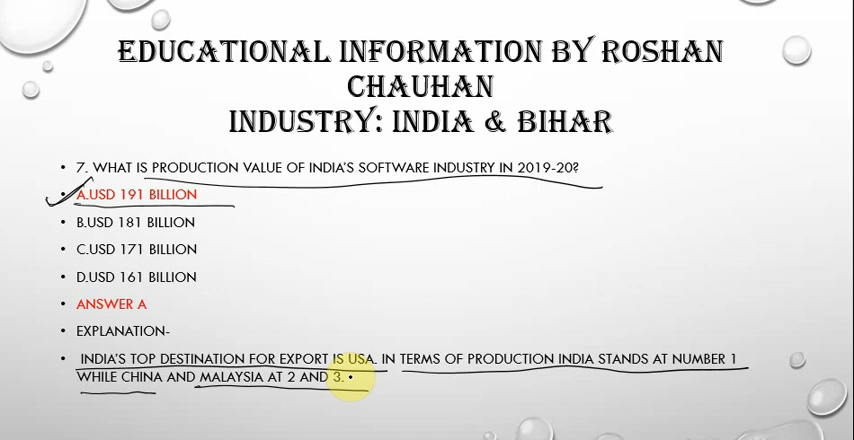 EDUCATIONAL INFORMATION BY ROSHAN
CHAUHAN
INDUSTRY: INDIA & BIHAR
• 7. WHAT IS PRODUCTION VALUE OF INDIA'S SOFTWARE INDUSTRY IN 2019-20?
• A.USD 191 BILLION
• B.USD 181 BILLION
• C.USD 171 BILLION
• D.USD 161 BILLION
• ANSWER A
• EXPLANATION-
• INDIA'S TOP DESTINATION FOR EXPORT IS USA. IN TERMS OF PRODUCTION INDIA STANDS AT NUMBER 1
WHILE CHINA AND MALAYSIA AT 2 AND 3. •